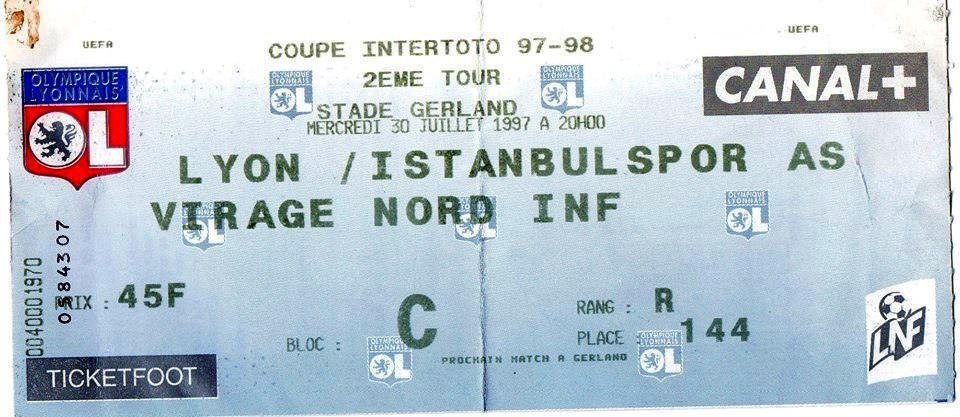 UEFA
UEFA
COUPE INTERTOTO 97-98
2EME TOUR
STADE GERLAND
MERCREDI 30 JUILLET 1997 A 20H00
OLYMPIQUE
LYONNAIS
OL
CANAL+
LYON /ISTANBULSPOR AS
VIRAGE NORD INF
0040001970
0584307
PRIX : 45F
BLOC : C
RANG : R
PLACE 144
PROCHAIN MATCH A GERLAND
TICKETFOOT
LNF